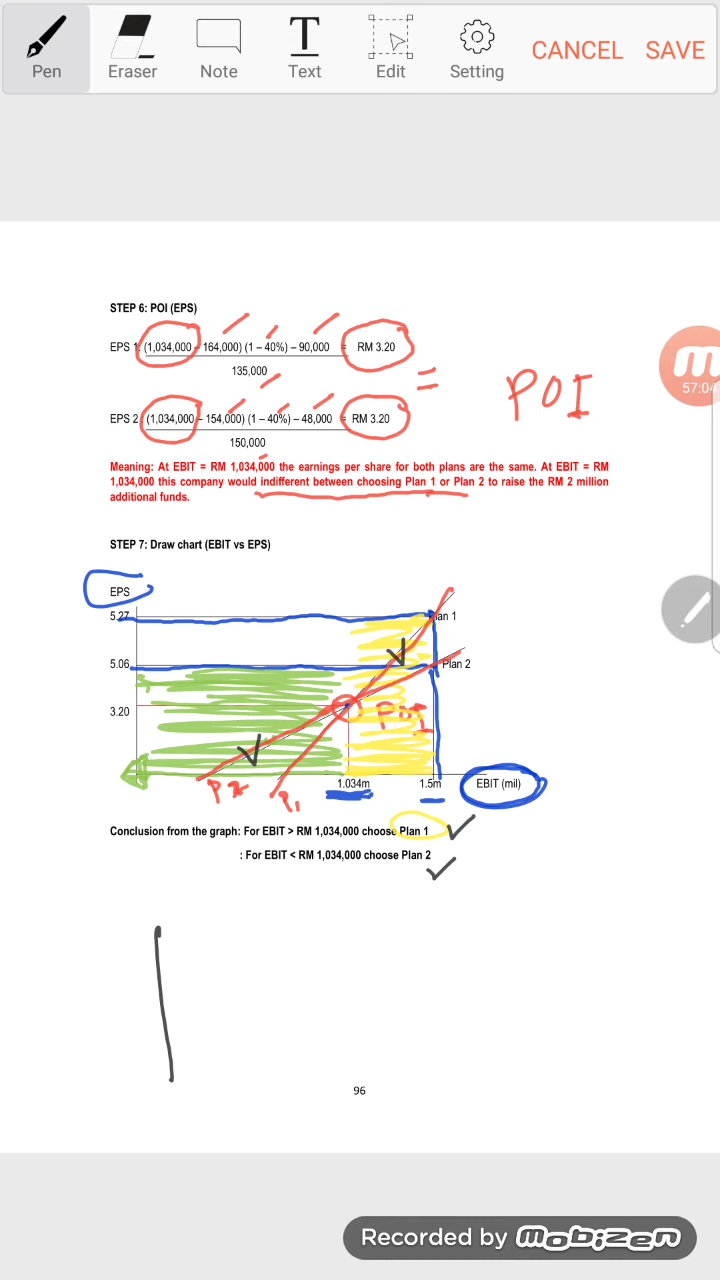 Pen Eraser Note Text Edit Setting CANCEL SAVE
STEP 6: POI (EPS)
EPS 1 (1,034,000 – 164,000) (1 – 40%) – 90,000 = RM 3.20
135,000
= POI
57:04
EPS 2 (1,034,000 – 154,000) (1 – 40%) – 48,000 = RM 3.20
150,000
Meaning: At EBIT = RM 1,034,000 the earnings per share for both plans are the same. At EBIT = RM
1,034,000 this company would indifferent between choosing Plan 1 or Plan 2 to raise the RM 2 million
additional funds.
STEP 7: Draw chart (EBIT vs EPS)
EPS
5.27 Plan 1
5.06 Plan 2
3.20 POI
P2 P1
1.034m 1.5m EBIT (mil)
Conclusion from the graph: For EBIT > RM 1,034,000 choose Plan 1
: For EBIT < RM 1,034,000 choose Plan 2
96
Recorded by mobizen